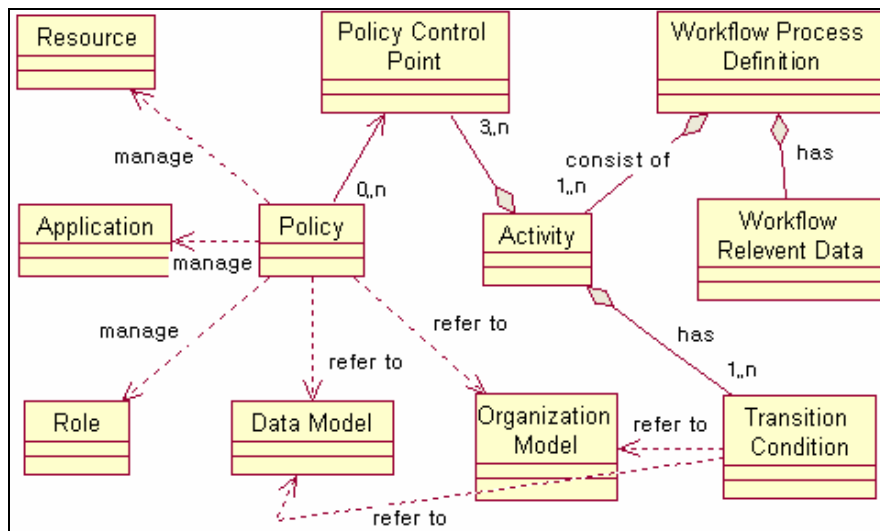 Resource
Policy Control
Point
Workflow Process
Definition
manage
3..n
0..n
consist of
1..n
has
Application
manage
Policy
Activity
Workflow
Relevent Data
manage
refer to
refer to
has
1..n
Role
Data Model
Organization
Model
refer to
Transition
Condition
refer to